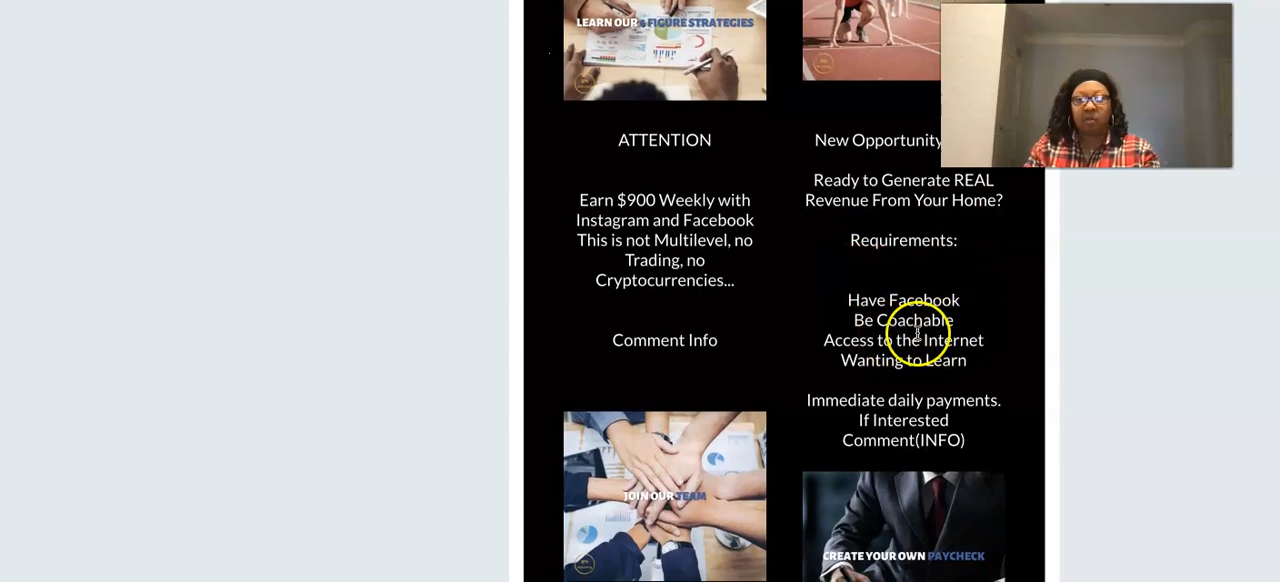 LEARN OUR 6 FIGURE STRATEGIES
ATTENTION
Earn $900 Weekly with
Instagram and Facebook
This is not Multilevel, no
Trading, no
Cryptocurrencies...
Comment Info
JOIN OUR TEAM
New Opportunity
Ready to Generate REAL
Revenue From Your Home?
Requirements:
Have Facebook
Be Coachable
Access to the Internet
Wanting to Learn
Immediate daily payments.
If Interested
Comment(INFO)
CREATE YOUR OWN PAYCHECK